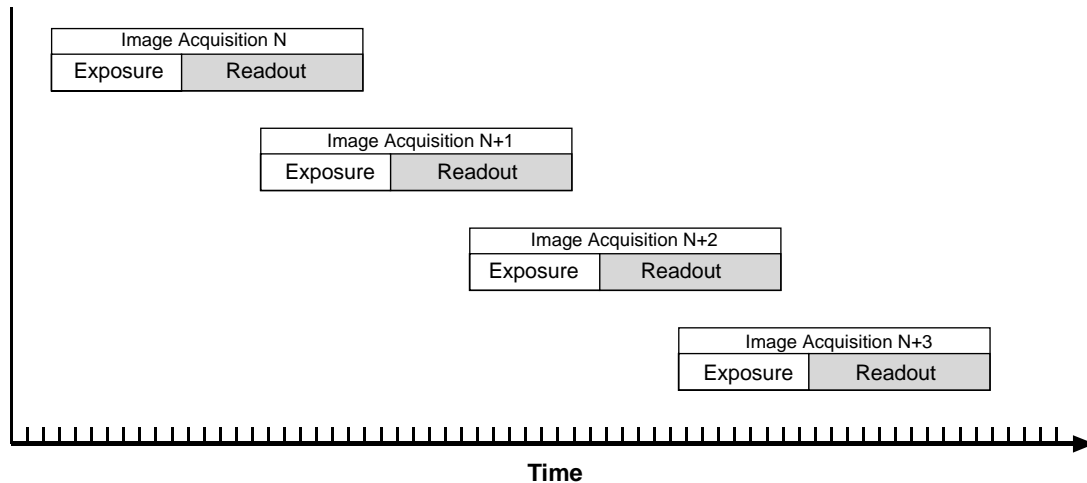 Image Acquisition N
Exposure Readout
Image Acquisition N+1
Exposure Readout
Image Acquisition N+2
Exposure Readout
Image Acquisition N+3
Exposure Readout
Time